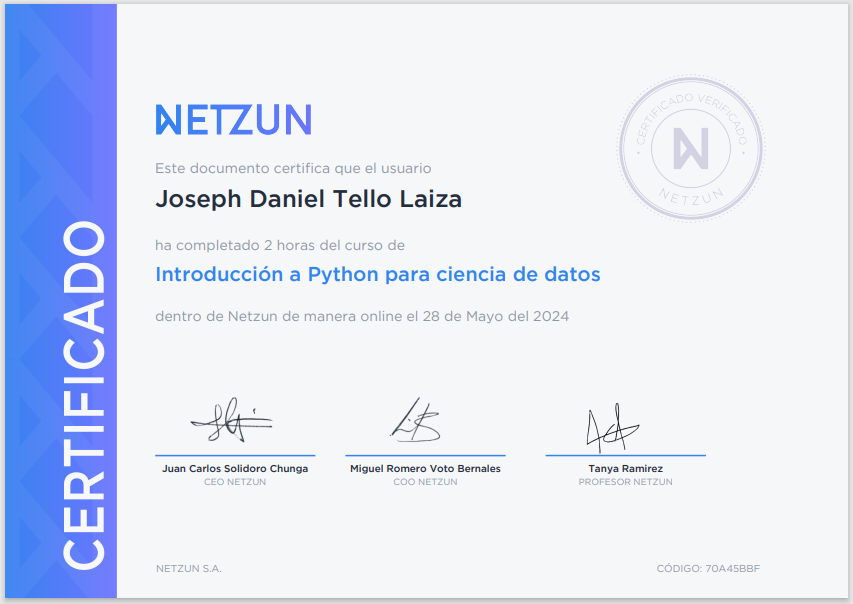 CERTIFICADO
NETZUN
CERTIFICADO VERIFICADO
N
NETZUN
Este documento certifica que el usuario
Joseph Daniel Tello Laiza
ha completado 2 horas del curso de
Introducción a Python para ciencia de datos
dentro de Netzun de manera online el 28 de Mayo del 2024
Juan Carlos Solidoro Chunga
CEO NETZUN
Miguel Romero Voto Bernales
COO NETZUN
Tanya Ramirez
PROFESOR NETZUN
NETZUN S.A.
CÓDIGO: 70A45BBF